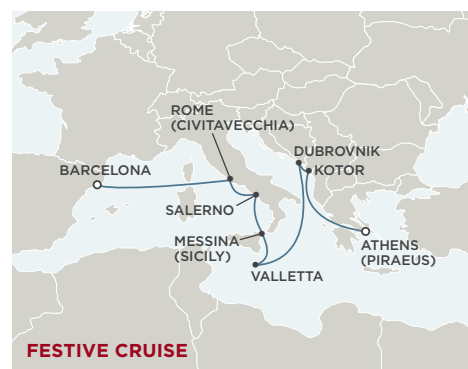 ROME
(CIVITAVECCHIA)
DUBROVNIK
KOTOR
BARCELONA
SALERNO
MESSINA
(SICILY)
ATHENS
(PIRAEUS)
VALLETTA
FESTIVE CRUISE